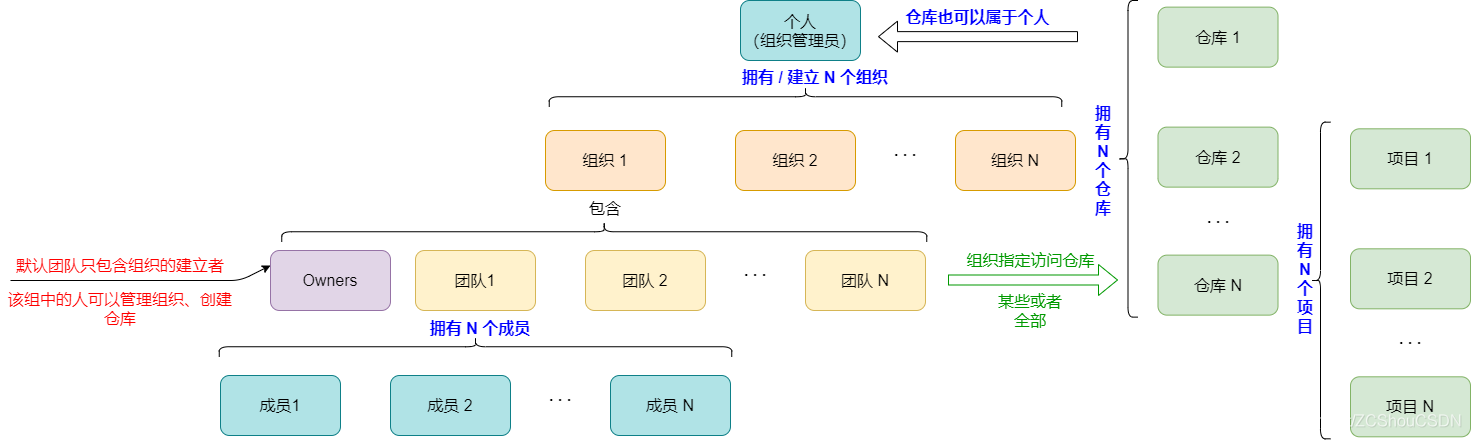 个人
（组织管理员）
仓库也可以属于个人
拥有 / 建立 N 个组织
组织 1
组织 2
···
组织 N
包含
默认团队只包含组织的建立者
该组中的人可以管理组织、创建
仓库
Owners
团队1
团队 2
···
团队 N
组织指定访问仓库
某些或者
全部
拥有 N 个成员
成员1
成员 2
···
成员 N
拥有N个仓库
仓库 1
仓库 2
···
仓库 N
拥有N个项目
项目 1
项目 2
···
项目 N
/ZCShouCSDN